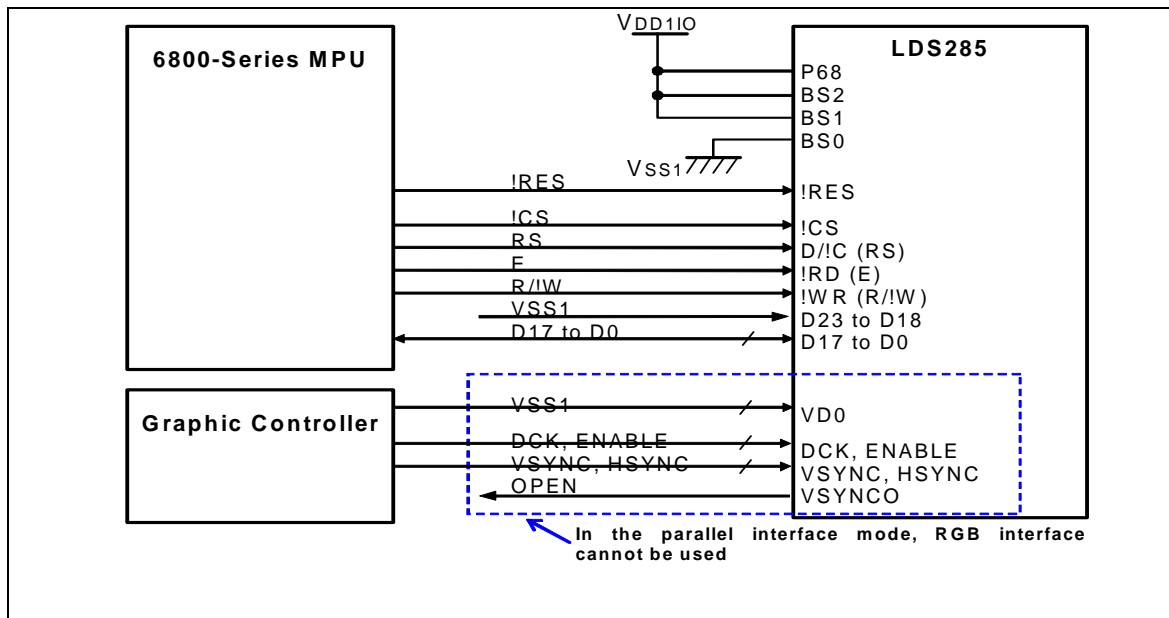 VDD1IO
6800-Series MPU
LDS285
P68
BS2
BS1
BS0
VSS1
!RES
!RES
!CS
!CS
RS
D/!C (RS)
E
!RD (E)
R/!W
!WR (R/!W)
VSS1
D23 to D18
D17 to D0
D17 to D0
Graphic Controller
VSS1
VD0
DCK, ENABLE
DCK, ENABLE
VSYNC, HSYNC
VSYNC, HSYNC
OPEN
VSYNCO
In the parallel interface mode, RGB interface
cannot be used